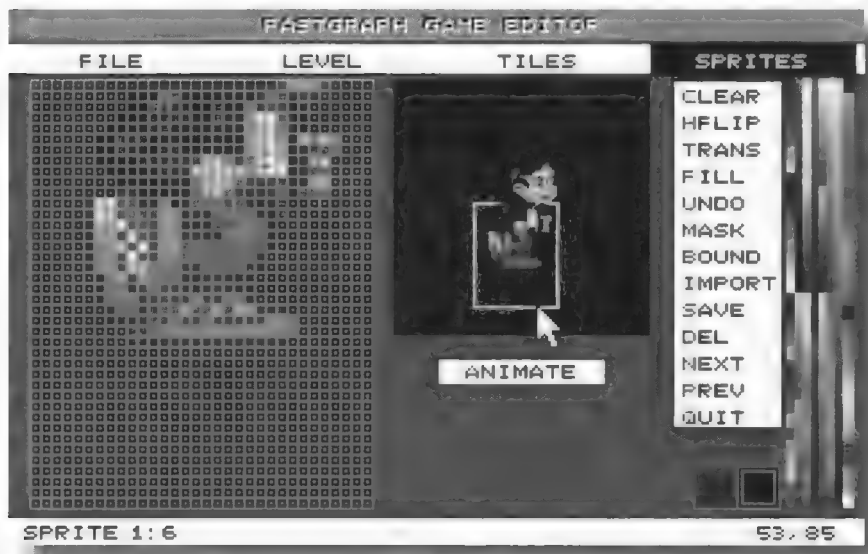 FASTGRAPH GAME EDITOR
FILE LEVEL TILES SPRITES
CLEAR
HFLIP
TRANS
FILL
UNDO
MASK
BOUND
IMPORT
SAVE
DEL
NEXT
PREV
QUIT
ANIMATE
SPRITE 1:6 53,85